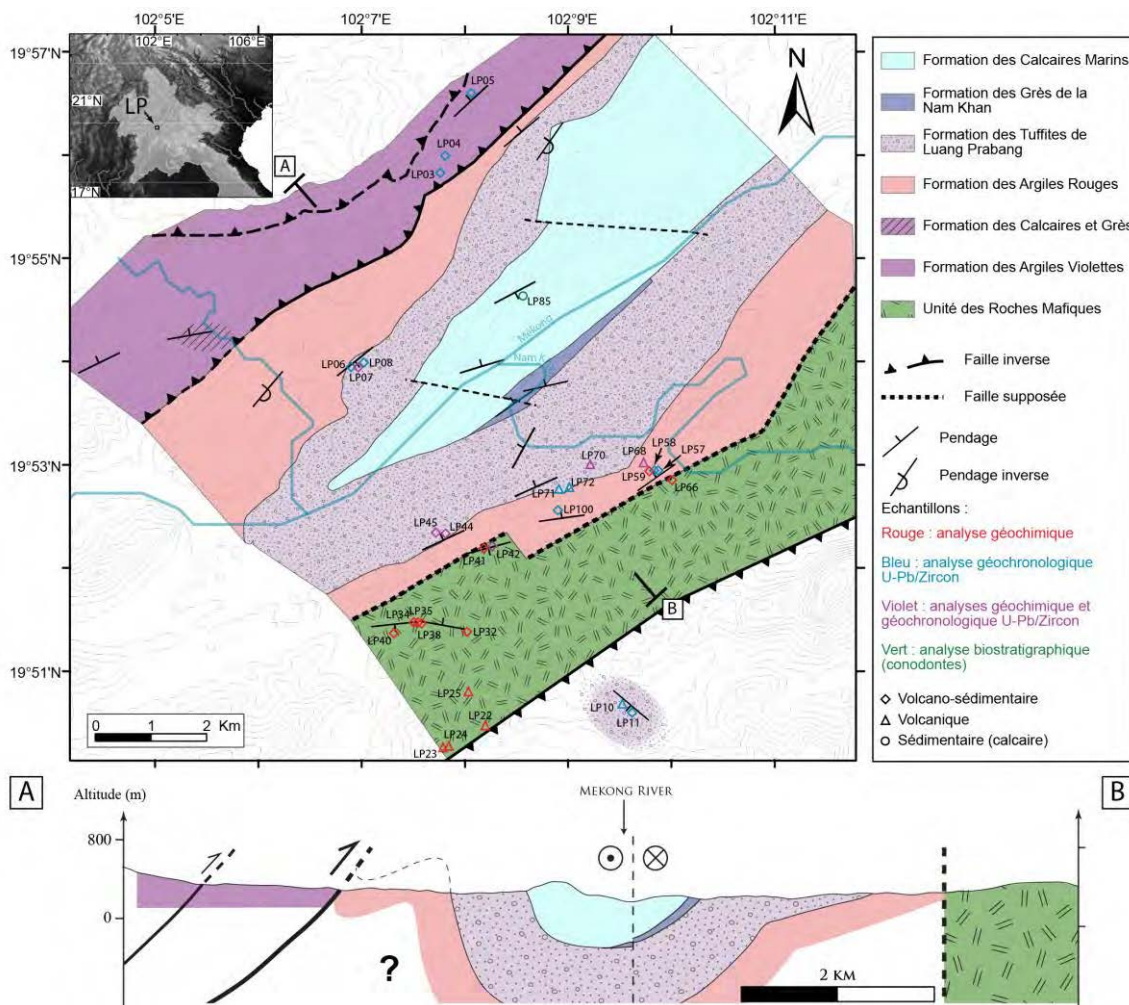 102°5'E
102°7'E
102°9'E
102°11'E
19°57'N
19°55'N
19°53'N
19°51'N
102°E
106°E
21°N
17°N
LP
A
N
LP05
LP04
LP03
LP85
Mékong
Nam
LP06
LP08
LP07
LP58
LP57
LP70
LP68
LP59
LP66
LP71
LP72
LP100
LP45
LP44
LP41
LP42
B
LP34
LP35
LP40
LP38
LP32
LP25
LP22
LP24
LP23
LP10
LP11
0 1 2 Km
Formation des Calcaires Marins
Formation des Grès de la
Nam Khan
Formation des Tuffites de
Luang Prabang
Formation des Argiles Rouges
Formation des Calcaires et Grès
Formation des Argiles Violettes
Unité des Roches Mafiques
Faille inverse
Faille supposée
Pendage
Pendage inverse
Echantillons :
Rouge : analyse géochimique
Bleu : analyse géochronologique
U-Pb/Zircon
Violet : analyses géochimique et
géochronologique U-Pb/Zircon
Vert : analyse biostratigraphique
(conodontes)
Volcano-sédimentaire
Volcanique
Sédimentaire (calcaire)
A
Altitude (m)
MEKONG RIVER
B
800
0
?
2 KM